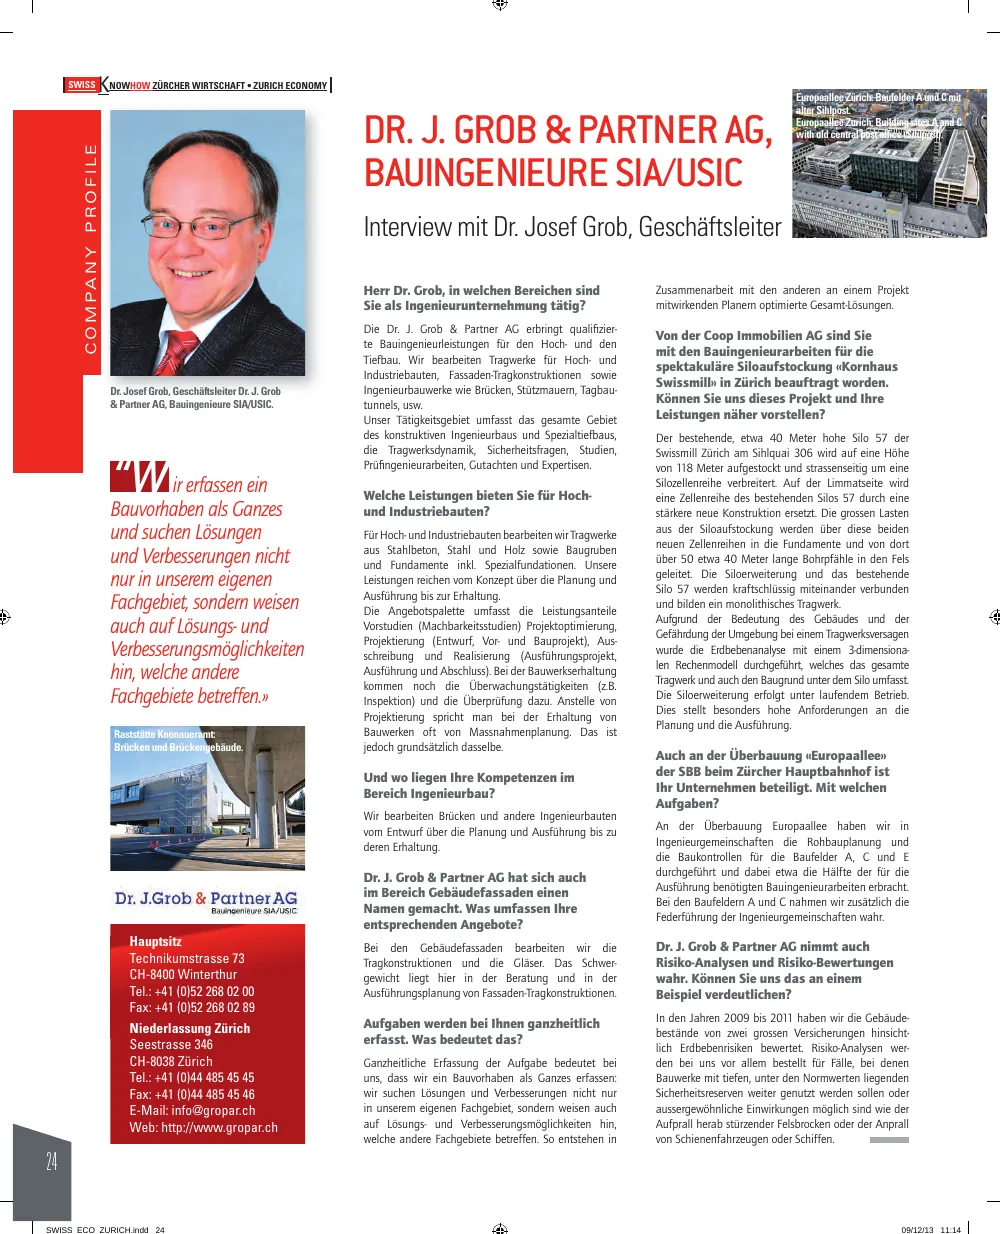 SWISS KNOWHOW ZÜRCHER WIRTSCHAFT • ZURICH ECONOMY
COMPANY PROFILE
DR. J. GROB & PARTNER AG,
BAUINGENIEURE SIA/USIC
Interview mit Dr. Josef Grob, Geschäftsleiter
Europaallee Zürich: Baufelder A und C mit
alter Sihlpost.
Europaallee Zurich: Building sites A and C
with old central post office (Sihlpost).
Dr. Josef Grob, Geschäftsleiter Dr. J. Grob
& Partner AG, Bauingenieure SIA/USIC.
“Wir erfassen ein
Bauvorhaben als Ganzes
und suchen Lösungen
und Verbesserungen nicht
nur in unserem eigenen
Fachgebiet, sondern weisen
auch auf Lösungs- und
Verbesserungsmöglichkeiten
hin, welche andere
Fachgebiete betreffen.»
Raststätte Knonaueramt:
Brücken und Brückengebäude.
Dr. J.Grob & Partner AG
Bauingenieure SIA/USIC
Hauptsitz
Technikumstrasse 73
CH-8400 Winterthur
Tel.: +41 (0)52 268 02 00
Fax: +41 (0)52 268 02 89
Niederlassung Zürich
Seestrasse 346
CH-8038 Zürich
Tel.: +41 (0)44 485 45 45
Fax: +41 (0)44 485 45 46
E-Mail: info@gropar.ch
Web: http://www.gropar.ch
Herr Dr. Grob, in welchen Bereichen sind
Sie als Ingenieurunternehmung tätig?
Die Dr. J. Grob & Partner AG erbringt qualifizier-
te Bauingenieurleistungen für den Hoch- und den
Tiefbau. Wir bearbeiten Tragwerke für Hoch- und
Industriebauten, Fassaden-Tragkonstruktionen sowie
Ingenieurbauwerke wie Brücken, Stützmauern, Tagbau-
tunnels, usw.
Unser Tätigkeitsgebiet umfasst das gesamte Gebiet
des konstruktiven Ingenieurbaus und Spezialtiefbaus,
die Tragwerksdynamik, Sicherheitsfragen, Studien,
Prüfingenieurarbeiten, Gutachten und Expertisen.
Welche Leistungen bieten Sie für Hoch-
und Industriebauten?
Für Hoch- und Industriebauten bearbeiten wir Tragwerke
aus Stahlbeton, Stahl und Holz sowie Baugruben
und Fundamente inkl. Spezialfundationen. Unsere
Leistungen reichen vom Konzept über die Planung und
Ausführung bis zur Erhaltung.
Die Angebotspalette umfasst die Leistungsanteile
Vorstudien (Machbarkeitsstudien) Projektoptimierung,
Projektierung (Entwurf, Vor- und Bauprojekt), Aus-
schreibung und Realisierung (Ausführungsprojekt,
Ausführung und Abschluss). Bei der Bauwerkserhaltung
kommen noch die Überwachungstätigkeiten (z.B.
Inspektion) und die Überprüfung dazu. Anstelle von
Projektierung spricht man bei der Erhaltung von
Bauwerken oft von Massnahmenplanung. Das ist
jedoch grundsätzlich dasselbe.
Und wo liegen Ihre Kompetenzen im
Bereich Ingenieurbau?
Wir bearbeiten Brücken und andere Ingenieurbauten
vom Entwurf über die Planung und Ausführung bis zu
deren Erhaltung.
Dr. J. Grob & Partner AG hat sich auch
im Bereich Gebäudefassaden einen
Namen gemacht. Was umfassen Ihre
entsprechenden Angebote?
Bei den Gebäudefassaden bearbeiten wir die
Tragkonstruktionen und die Gläser. Das Schwer-
gewicht liegt hier in der Beratung und in der
Ausführungsplanung von Fassaden-Tragkonstruktionen.
Aufgaben werden bei Ihnen ganzheitlich
erfasst. Was bedeutet das?
Ganzheitliche Erfassung der Aufgabe bedeutet bei
uns, dass wir ein Bauvorhaben als Ganzes erfassen:
wir suchen Lösungen und Verbesserungen nicht nur
in unserem eigenen Fachgebiet, sondern weisen auch
auf Lösungs- und Verbesserungsmöglichkeiten hin,
welche andere Fachgebiete betreffen. So entstehen in
Zusammenarbeit mit den anderen an einem Projekt
mitwirkenden Planern optimierte Gesamt-Lösungen.
Von der Coop Immobilien AG sind Sie
mit den Bauingenieurarbeiten für die
spektakuläre Siloaufstockung «Kornhaus
Swissmill» in Zürich beauftragt worden.
Können Sie uns dieses Projekt und Ihre
Leistungen näher vorstellen?
Der bestehende, etwa 40 Meter hohe Silo 57 der
Swissmill Zürich am Sihlquai 306 wird auf eine Höhe
von 118 Meter aufgestockt und strassenseitig um eine
Silozellenreihe verbreitert. Auf der Limmatseite wird
eine Zellenreihe des bestehenden Silos 57 durch eine
stärkere neue Konstruktion ersetzt. Die grossen Lasten
aus der Siloaufstockung werden über diese beiden
neuen Zellenreihen in die Fundamente und von dort
über 50 etwa 40 Meter lange Bohrpfähle in den Fels
geleitet. Die Siloerweiterung und das bestehende
Silo 57 werden kraftschlüssig miteinander verbunden
und bilden ein monolithisches Tragwerk.
Aufgrund der Bedeutung des Gebäudes und der
Gefährdung der Umgebung bei einem Tragwerksversagen
wurde die Erdbebenanalyse mit einem 3-dimensiona-
len Rechenmodell durchgeführt, welches das gesamte
Tragwerk und auch den Baugrund unter dem Silo umfasst.
Die Siloerweiterung erfolgt unter laufendem Betrieb.
Dies stellt besonders hohe Anforderungen an die
Planung und die Ausführung.
Auch an der Überbauung «Europaallee»
der SBB beim Zürcher Hauptbahnhof ist
Ihr Unternehmen beteiligt. Mit welchen
Aufgaben?
An der Überbauung Europaallee haben wir in
Ingenieurgemeinschaften die Rohbauplanung und
die Baukontrollen für die Baufelder A, C und E
durchgeführt und dabei etwa die Hälfte der für die
Ausführung benötigten Bauingenieurarbeiten erbracht.
Bei den Baufeldern A und C nahmen wir zusätzlich die
Federführung der Ingenieurgemeinschaften wahr.
Dr. J. Grob & Partner AG nimmt auch
Risiko-Analysen und Risiko-Bewertungen
wahr. Können Sie uns das an einem
Beispiel verdeutlichen?
In den Jahren 2009 bis 2011 haben wir die Gebäude-
bestände von zwei grossen Versicherungen hinsicht-
lich Erdbebenrisiken bewertet. Risiko-Analysen wer-
den bei uns vor allem bestellt für Fälle, bei denen
Bauwerke mit tiefen, unter den Normwerten liegenden
Sicherheitsreserven weiter genutzt werden sollen oder
aussergewöhnliche Einwirkungen möglich sind wie der
Aufprall herab stürzender Felsbrocken oder der Anprall
von Schienenfahrzeugen oder Schiffen.
24
SWISS_ECO_ZURICH.indd 24
09/12/13 11:14